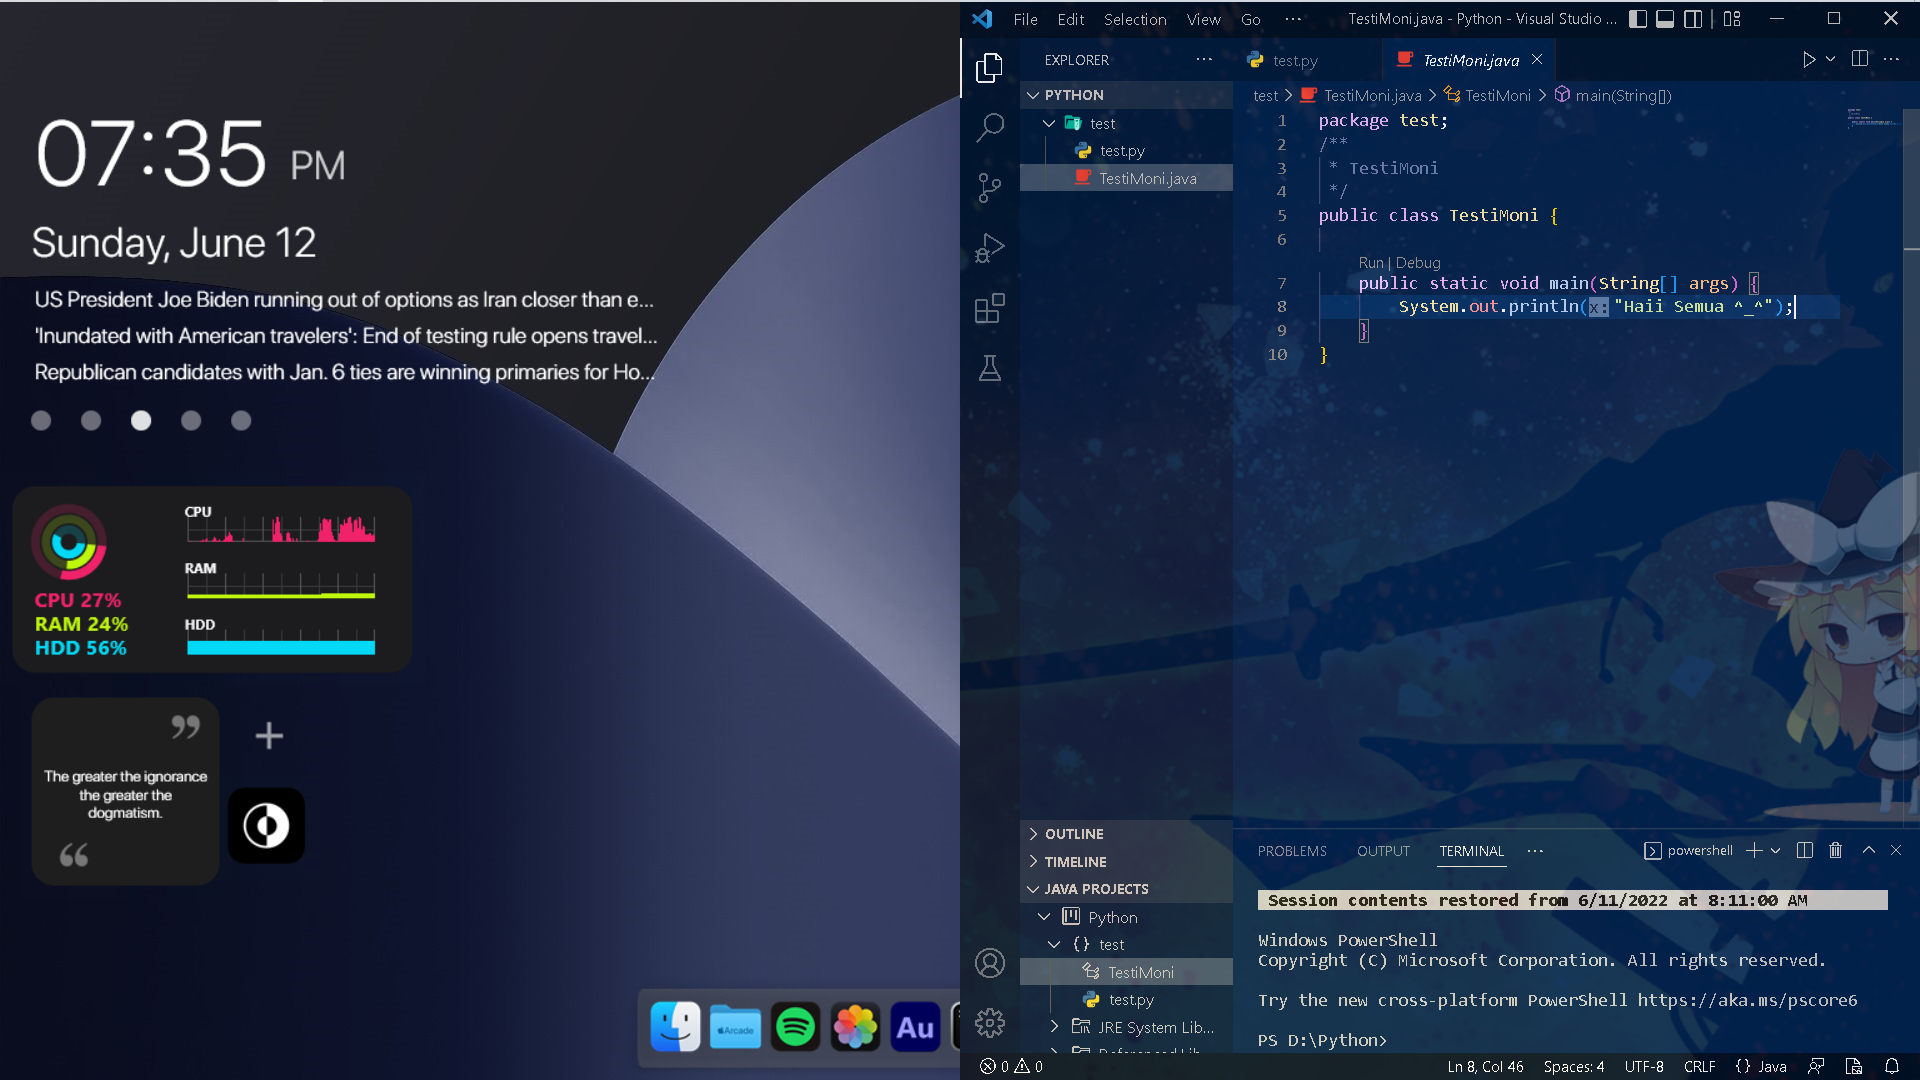 07:35 PM
Sunday, June 12
US President Joe Biden running out of options as Iran closer than e...
'Inundated with American travelers': End of testing rule opens travel...
Republican candidates with Jan. 6 ties are winning primaries for Ho...
CPU
RAM
HDD
CPU 27%
RAM 24%
HDD 56%
The greater the ignorance
the greater the
dogmatism.
Arcade
Au
File Edit Selection View Go ··· TestiMoni.java - Python - Visual Studio ...
EXPLORER ···
test.py
TestiMoni.java
PYTHON
test
test.py
TestiMoni.java
test > TestiMoni.java > TestiMoni > main(String[])
1 package test;
2 /**
3 * TestiMoni
4 */
5 public class TestiMoni {
6
Run | Debug
7 public static void main(String[] args) {
8 System.out.println(x: "Haii Semua ^_^");
9 }
10 }
OUTLINE
TIMELINE
JAVA PROJECTS
Python
{} test
TestiMoni
test.py
JRE System Lib...
PROBLEMS OUTPUT TERMINAL ··· powershell
Session contents restored from 6/11/2022 at 8:11:00 AM
Windows PowerShell
Copyright (C) Microsoft Corporation. All rights reserved.
Try the new cross-platform PowerShell https://aka.ms/pscore6
PS D:\Python>
0 0 Ln 8, Col 46 Spaces: 4 UTF-8 CRLF {} Java